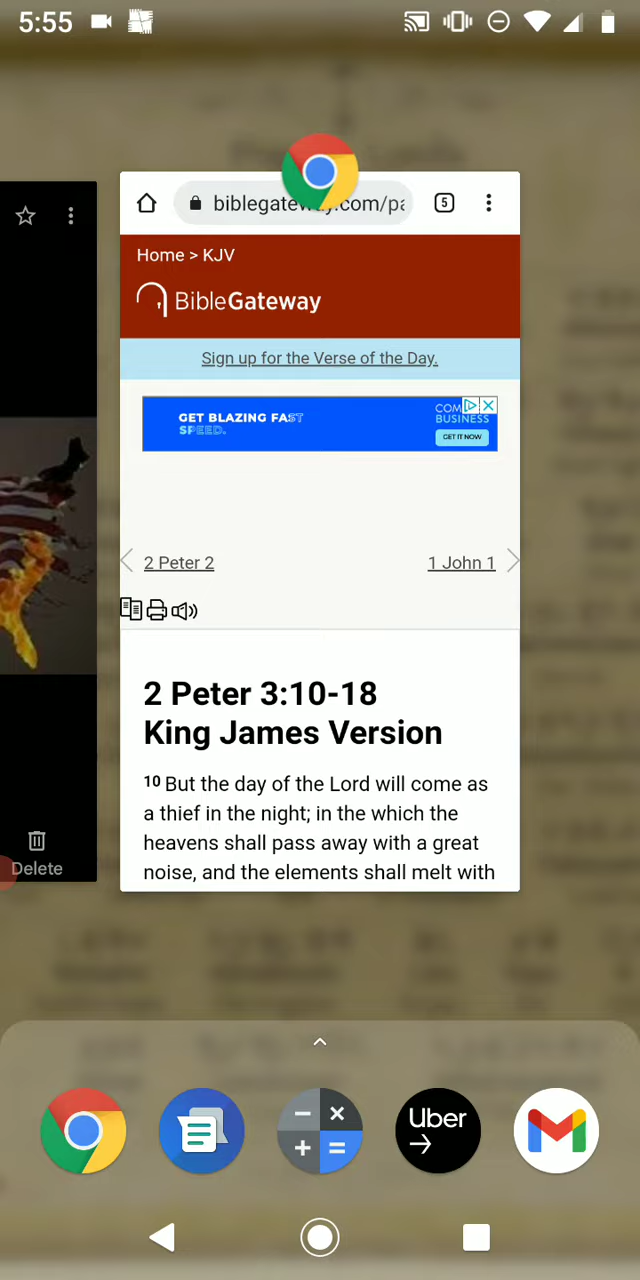 5:55
biblegateway.com/pa
5
Home > KJV
BibleGateway
Sign up for the Verse of the Day.
GET BLAZING FAST
SPEED.
COM
BUSINESS
GET IT NOW
2 Peter 2
1 John 1
2 Peter 3:10-18
King James Version
10 But the day of the Lord will come as
a thief in the night; in the which the
heavens shall pass away with a great
noise, and the elements shall melt with
Delete
Uber